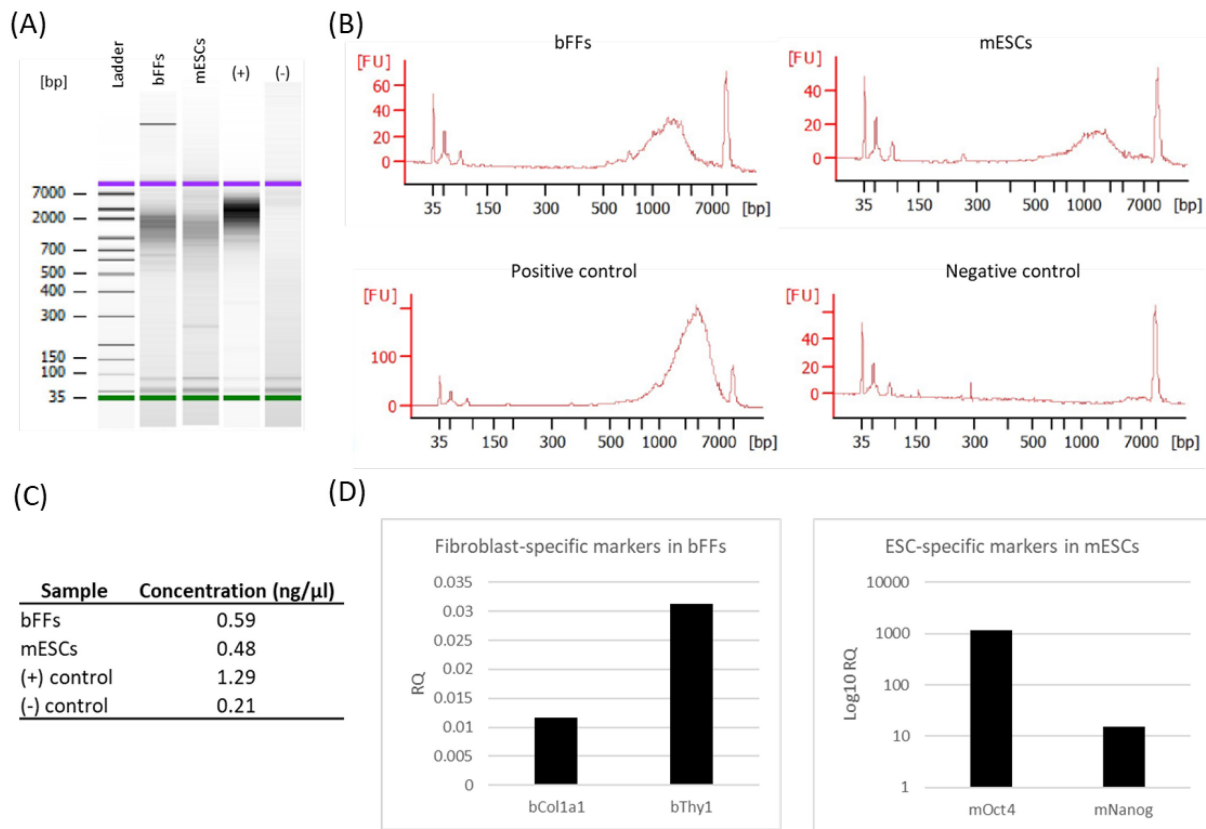 (A)
[bp]
Ladder
bFFs
mESCs
(+)
(-)
7000
2000
700
500
400
300
150
100
35
(B)
bFFs
[FU]
60
40
20
0
35 150 300 500 1000 7000 [bp]
mESCs
[FU]
40
20
0
35 150 300 500 1000 7000 [bp]
Positive control
[FU]
100
0
35 150 300 500 1000 7000 [bp]
Negative control
[FU]
60
40
20
0
35 150 300 500 1000 7000 [bp]
(C)
Sample Concentration (ng/µl)
bFFs 0.59
mESCs 0.48
(+) control 1.29
(-) control 0.21
(D)
Fibroblast-specific markers in bFFs
RQ
0.035
0.03
0.025
0.02
0.015
0.01
0.005
0
bCol1a1 bThy1
ESC-specific markers in mESCs
Log10 RQ
10000
1000
100
10
1
mOct4 mNanog